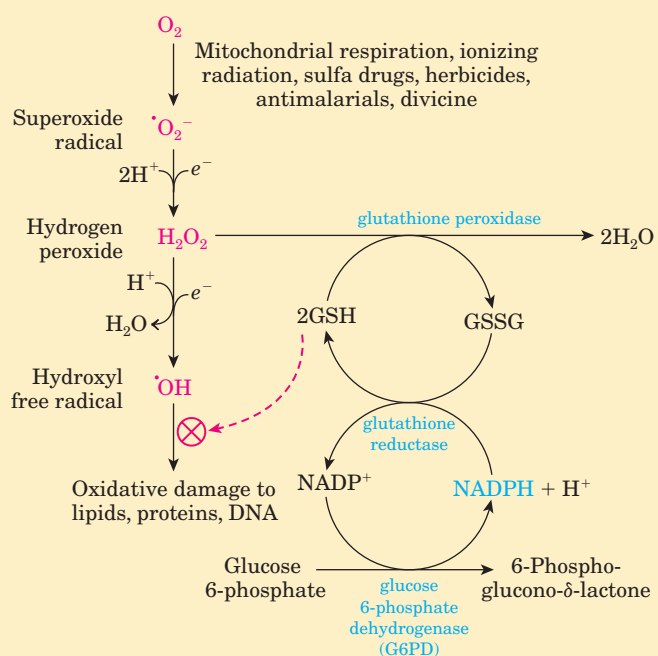 O₂
Mitochondrial respiration, ionizing
radiation, sulfa drugs, herbicides,
antimalarials, divicine
Superoxide
radical
•O₂⁻
2H⁺
e⁻
Hydrogen
peroxide
H₂O₂
glutathione peroxidase
2H₂O
H⁺
e⁻
H₂O
2GSH
GSSG
Hydroxyl
free radical
•OH
glutathione
reductase
Oxidative damage to
lipids, proteins, DNA
NADP⁺
NADPH + H⁺
Glucose
6-phosphate
glucose
6-phosphate
dehydrogenase
(G6PD)
6-Phospho-
glucono-δ-lactone